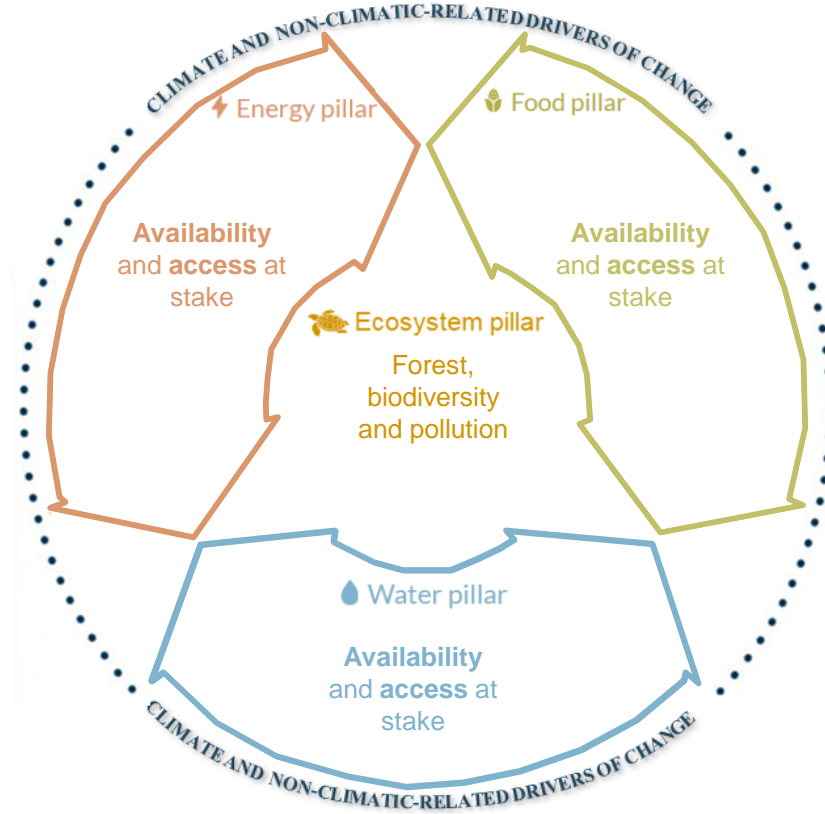 CLIMATE AND NON-CLIMATIC-RELATED DRIVERS OF CHANGE
Energy pillar
Food pillar
Availability
and access at
stake
Availability
and access at
stake
Ecosystem pillar
Forest,
biodiversity
and pollution
Water pillar
Availability
and access at
stake
CLIMATE AND NON-CLIMATIC-RELATED DRIVERS OF CHANGE